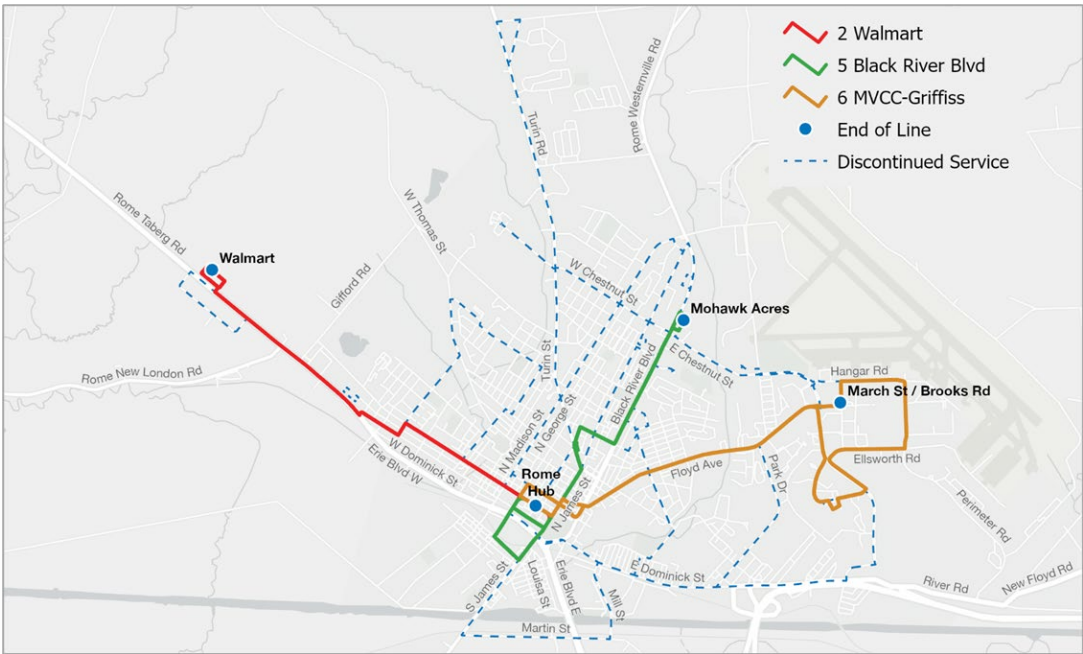 2 Walmart
5 Black River Blvd
6 MVCC-Griffiss
End of Line
Discontinued Service
Rome Westernville Rd
Turin Rd
W Thomas St
Rome Taberg Rd
Walmart
Gifford Rd
W Chestnut St
Mohawk Acres
E Chestnut St
Turin St
Black River Blvd
Rome New London Rd
Hangar Rd
March St / Brooks Rd
N Madison St
N George St
W Dominick St
Erie Blvd W
Rome
Hub
N James St
Floyd Ave
Park Dr
Ellsworth Rd
Perimeter Rd
S James St
Louisa St
Erie Blvd E
Mill St
E Dominick St
River Rd
New Floyd Rd
Martin St